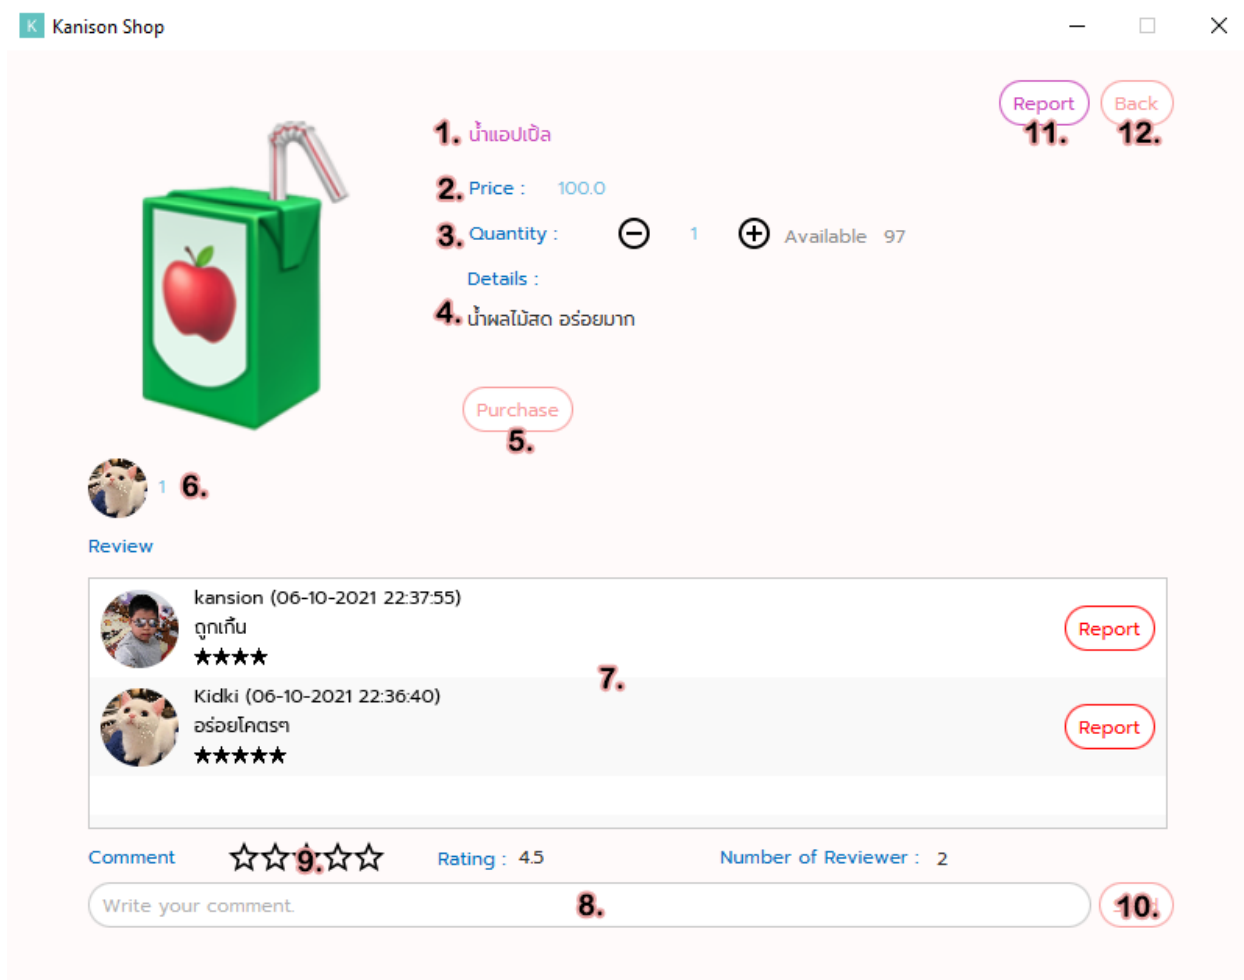 K Kanison Shop
Report Back
11. 12.
1. น้ำแอปเปิ้ล
2. Price : 100.0
3. Quantity : 1 Available 97
Details :
4. น้ำผลไม้สด อร่อยมาก
Purchase
5.
1 6.
Review
kansion (06-10-2021 22:37:55)
ถูกเกิ้น
Report
7.
Kidki (06-10-2021 22:36:40)
อร่อยโคตรๆ
Report
Comment 9. Rating : 4.5 Number of Reviewer : 2
Write your comment. 8. 10.